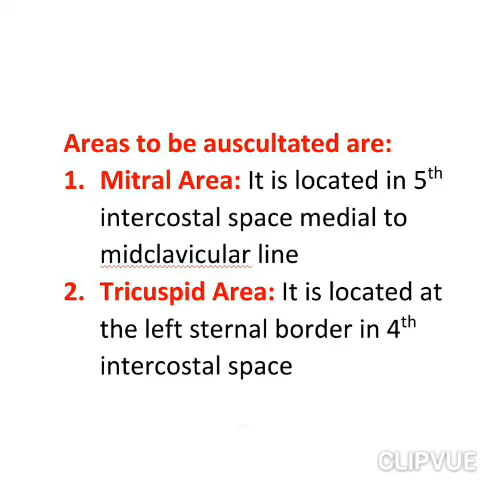 Areas to be auscultated are:
1. Mitral Area: It is located in 5th
intercostal space medial to
midclavicular line
2. Tricuspid Area: It is located at
the left sternal border in 4th
intercostal space
CLIPVUE